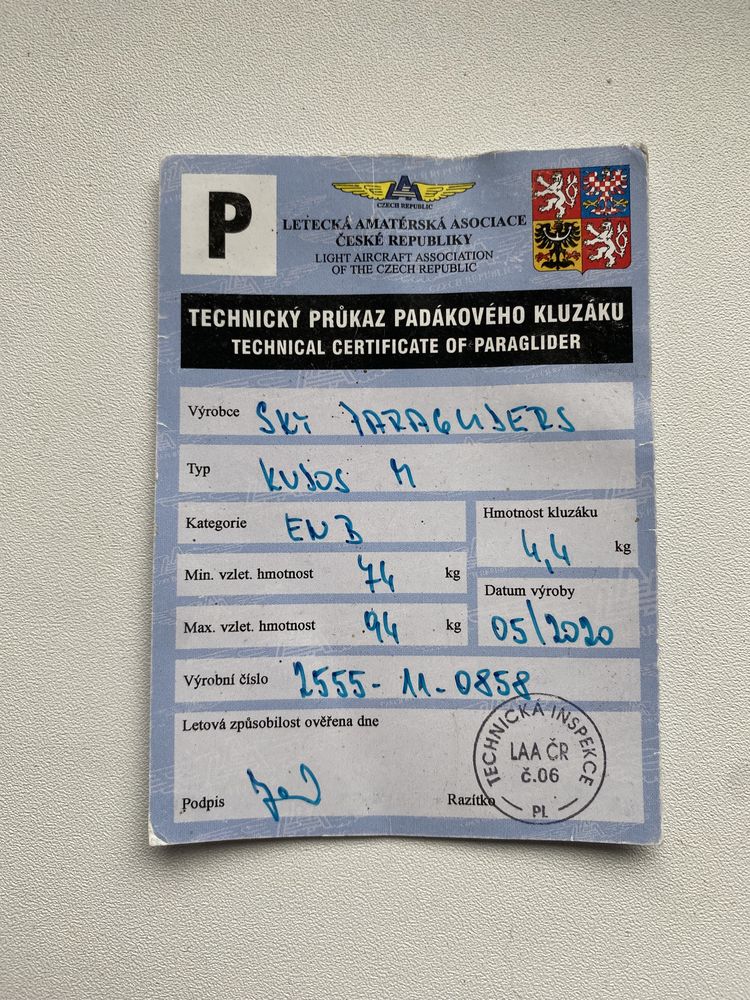 P
CZECH REPUBLIC
LETECKÁ AMATÉRSKÁ ASOCIACE
ČESKÉ REPUBLIKY
LIGHT AIRCRAFT ASSOCIATION
OF THE CZECH REPUBLIC
TECHNICKÝ PRŮKAZ PADÁKOVÉHO KLUZÁKU
TECHNICAL CERTIFICATE OF PARAGLIDER
Výrobce SKY PARAGLIDERS
Typ KUDOS M
Kategorie EN B
Hmotnost kluzáku 4,4 kg
Min. vzlet. hmotnost 74 kg
Max. vzlet. hmotnost 94 kg
Datum výroby 05/2020
Výrobní číslo 2555-11-0858
Letová způsobilost ověřena dne
Podpis
Razítko
TECHNICKÁ INSPEKCE
LAA ČR
č.06
PL